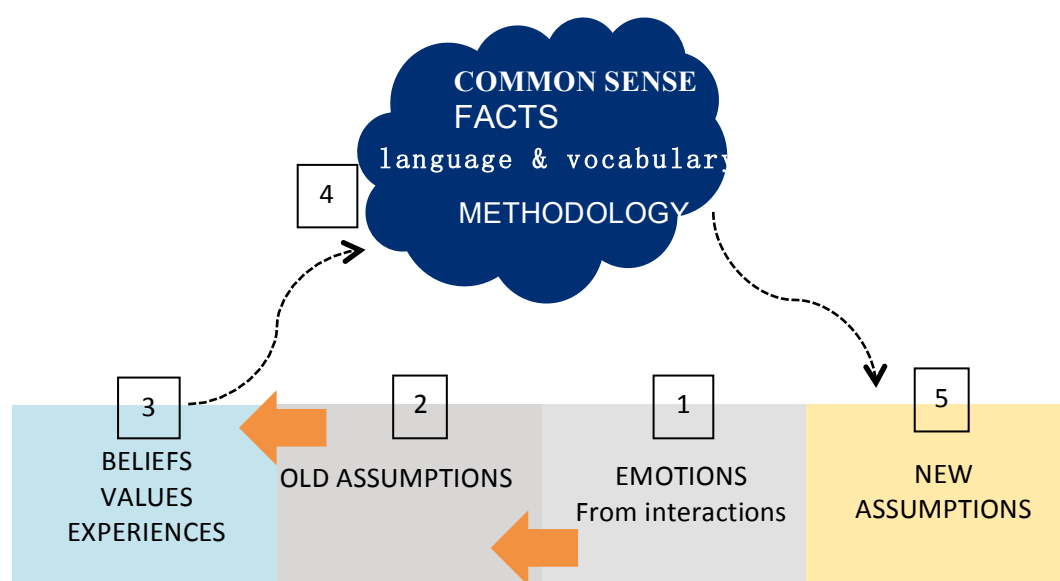 COMMON SENSE
FACTS
language & vocabulary
METHODOLOGY
4
3
BELIEFS
VALUES
EXPERIENCES
2
OLD ASSUMPTIONS
1
EMOTIONS
From interactions
5
NEW
ASSUMPTIONS